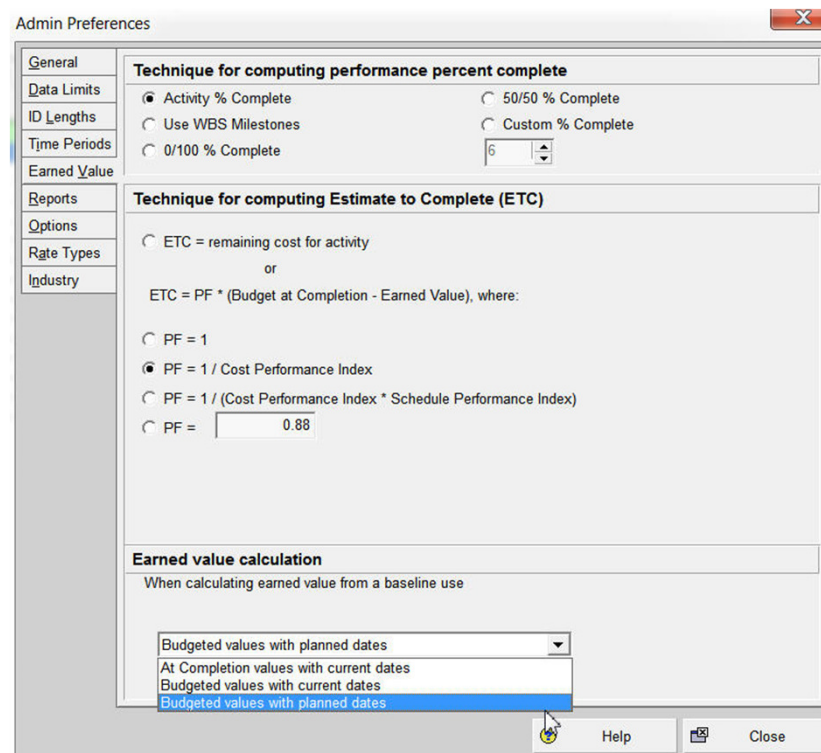 Admin Preferences
General
Data Limits
ID Lengths
Time Periods
Earned Value
Reports
Options
Rate Types
Industry
Technique for computing performance percent complete
Activity % Complete
50/50 % Complete
Use WBS Milestones
Custom % Complete
0/100 % Complete
6
Technique for computing Estimate to Complete (ETC)
ETC = remaining cost for activity
or
ETC = PF * (Budget at Completion - Earned Value), where:
PF = 1
PF = 1 / Cost Performance Index
PF = 1 / (Cost Performance Index * Schedule Performance Index)
PF = 0.88
Earned value calculation
When calculating earned value from a baseline use
Budgeted values with planned dates
At Completion values with current dates
Budgeted values with current dates
Budgeted values with planned dates
Help
Close